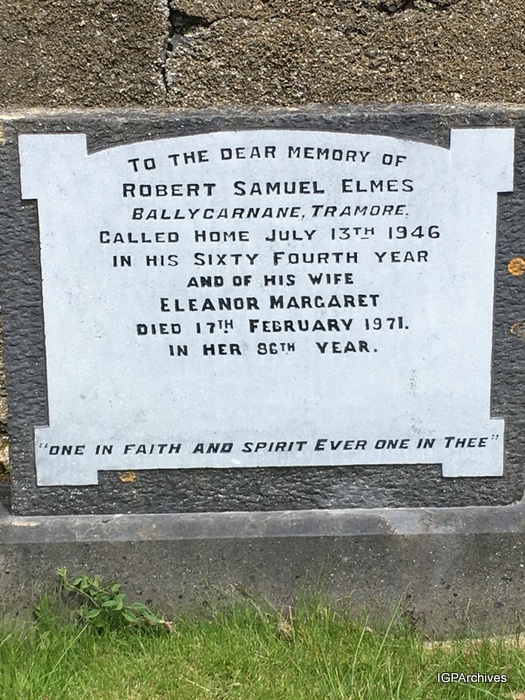 TO THE DEAR MEMORY OF
ROBERT SAMUEL ELMES
BALLYCARNANE, TRAMORE.
CALLED HOME JULY 13TH 1946
IN HIS SIXTY FOURTH YEAR
AND OF HIS WIFE
ELEANOR MARGARET
DIED 17TH FEBRUARY 1971.
IN HER 86TH YEAR.
"ONE IN FAITH AND SPIRIT EVER ONE IN THEE"
IGPArchives